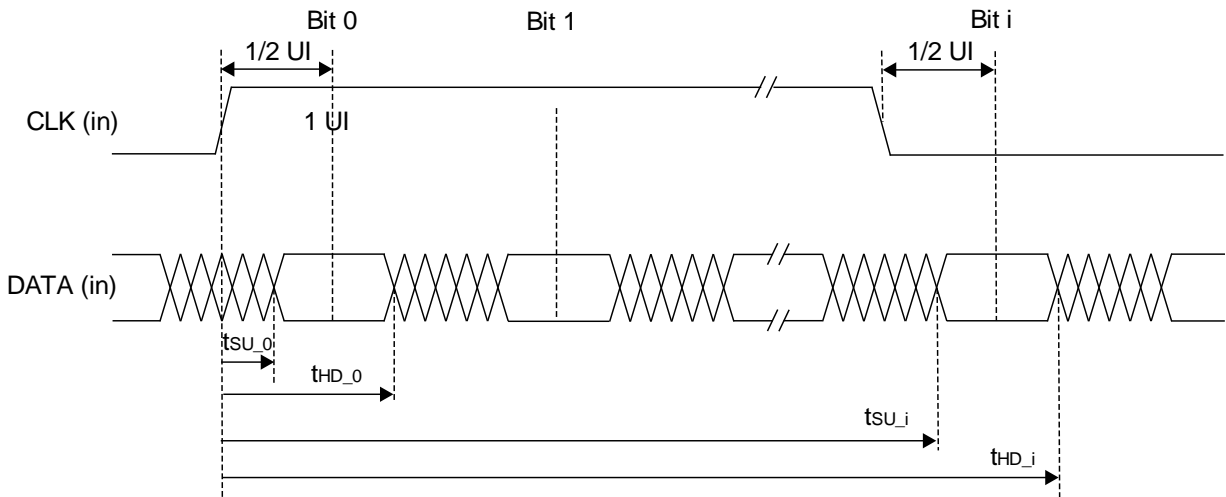 Bit 0
Bit 1
Bit i
1/2 UI
1/2 UI
CLK (in)
1 UI
DATA (in)
tSU_0
tHD_0
tSU_i
tHD_i